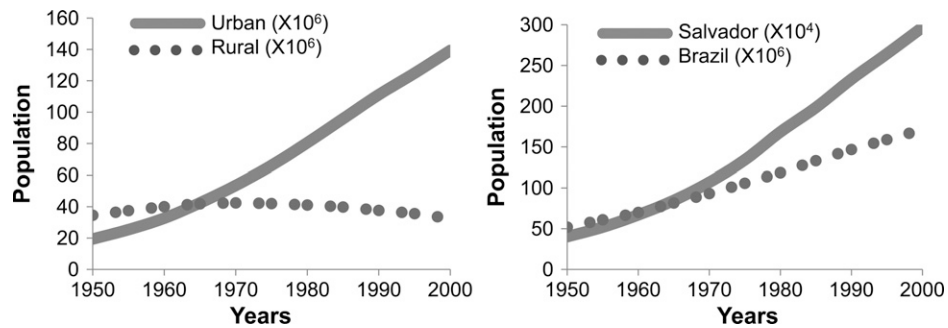 160
140
120
100
80
60
40
20
0
Population
Urban (X10⁶)
Rural (X10⁶)
1950 1960 1970 1980 1990 2000
Years
300
250
200
150
100
50
0
Population
Salvador (X10⁴)
Brazil (X10⁶)
1950 1960 1970 1980 1990 2000
Years